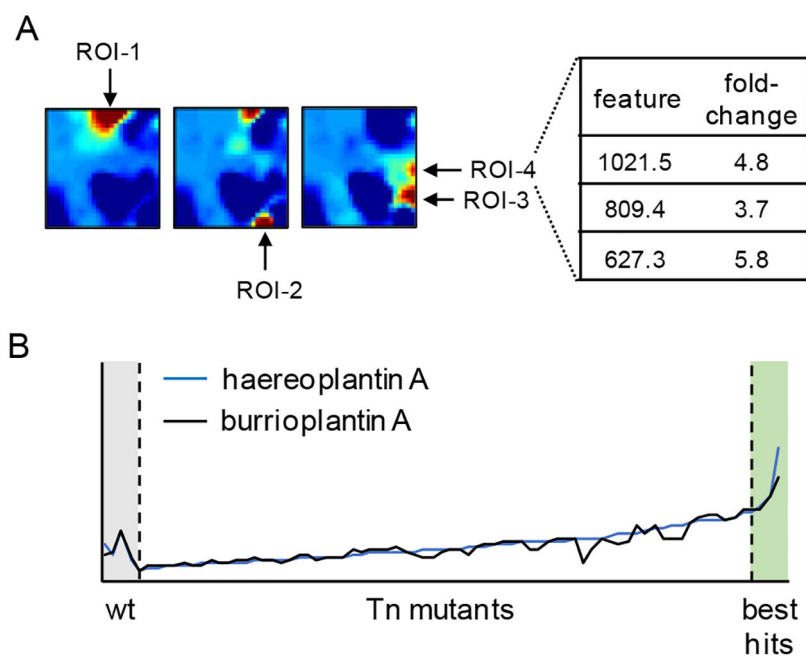 A
ROI-1
ROI-4
ROI-3
ROI-2
feature fold-
change
1021.5 4.8
809.4 3.7
627.3 5.8
B
haereoplantin A
burrioplantin A
wt Tn mutants best
hits